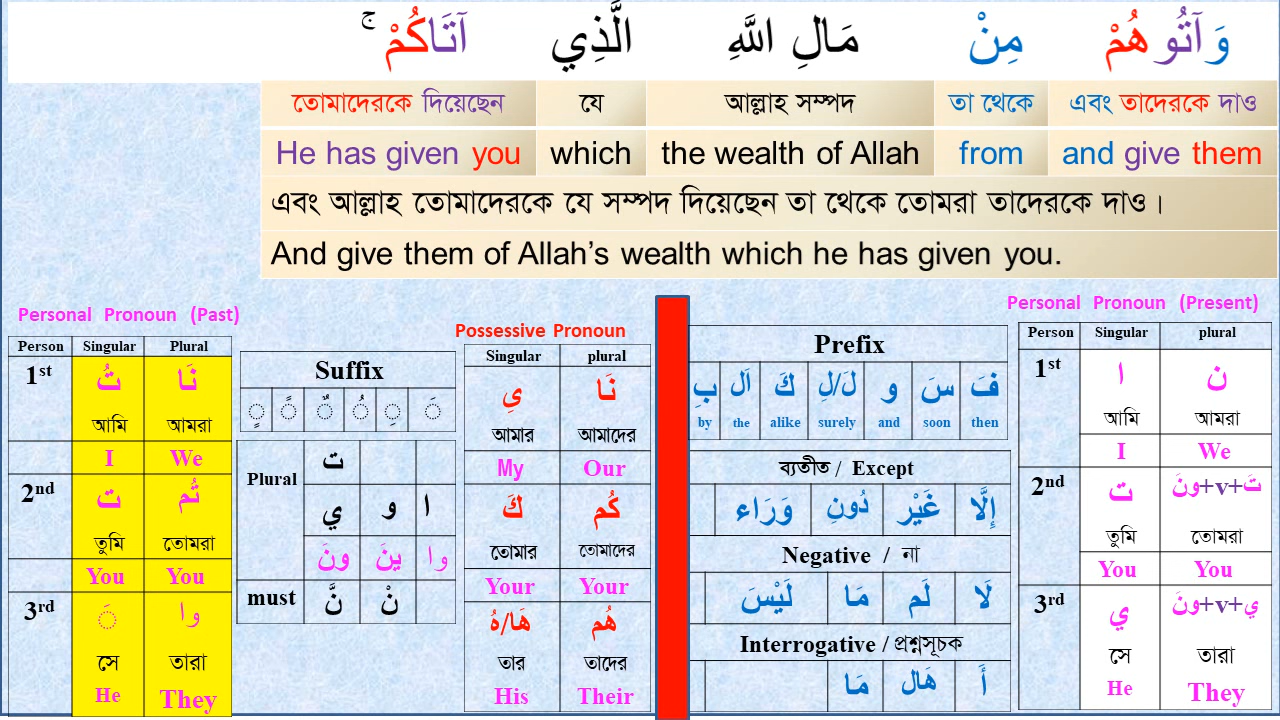 وَآتُوهُمْ مِنْ مَالِ اللَّهِ الَّذِي آتَاكُمْ ۚ
তোমাদেরকে দিয়েছেন যে আল্লাহ সম্পদ তা থেকে এবং তাদেরকে দাও
He has given you which the wealth of Allah from and give them
এবং আল্লাহ তোমাদেরকে যে সম্পদ দিয়েছেন তা থেকে তোমরা তাদেরকে দাও।
And give them of Allah’s wealth which he has given you.
Personal Pronoun (Past)
Person Singular Plural
1st تُ نَا
আমি আমরা
I We
2nd ت تُم
তুমি তোমরা
You You
3rd َ وا
সে তারা
He They
Suffix
ٍ ً ٌ ُ ِ َ
Plural ت
ي و ا
ونَ ينَ وا
must نَّ نْ
Possessive Pronoun
Singular plural
يِ نَا
আমার আমাদের
My Our
كَ كُم
তোমার তোমাদের
Your Your
هَا/هُ هُم
তার তাদের
His Their
Prefix
بِ اَل كَ لَ/لِ و سَ فَ
by the alike surely and soon then
ব্যতীত / Except
وَرَاء دُونِ غَيْر إِلَّا
Negative / না
لَيْسَ مَا لَم لَا
Interrogative / প্রশ্নসূচক
مَا هَال أَ
Personal Pronoun (Present)
Person Singular plural
1st ا ن
আমি আমরা
I We
2nd ت تَ+v+ونَ
তুমি তোমরা
You You
3rd ي ي+v+ونَ
সে তারা
He They